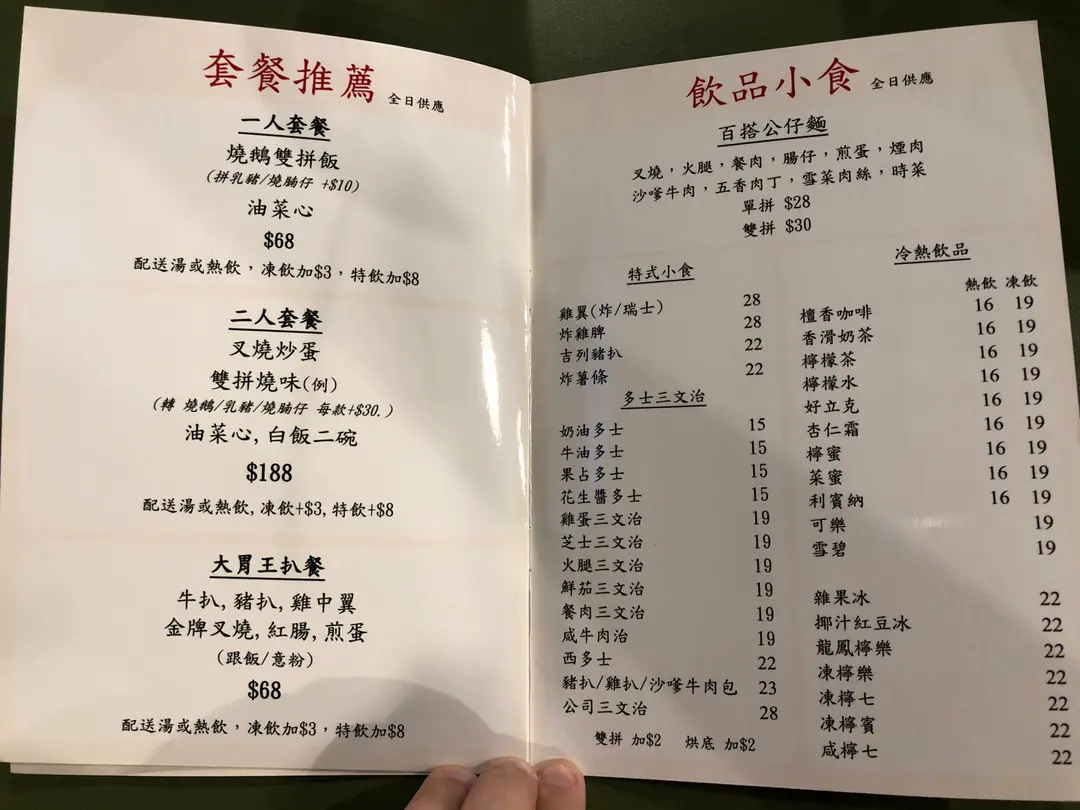 套餐推薦 全日供應
一人套餐
燒鵝雙拼飯
(拼乳豬/燒腩仔 +$10)
油菜心
$68
配送湯或熱飲，凍飲加$3，特飲加$8
二人套餐
叉燒炒蛋
雙拼燒味(例)
(轉 燒鵝/乳豬/燒腩仔 每款+$30.)
油菜心, 白飯二碗
$188
配送湯或熱飲, 凍飲+$3, 特飲+$8
大胃王扒餐
牛扒, 豬扒, 雞中翼
金牌叉燒, 紅腸, 煎蛋
(跟飯/意粉)
$68
配送湯或熱飲，凍飲加$3，特飲加$8
飲品小食 全日供應
百搭公仔麵
叉燒，火腿，餐肉，腸仔，煎蛋，煙肉
沙嗲牛肉，五香肉丁，雪菜肉絲，時菜
單拼 $28
雙拼 $30
特式小食
雞翼(炸/瑞士) 28
炸雞脾 28
吉列豬扒 22
炸薯條 22
多士三文治
奶油多士 15
牛油多士 15
果占多士 15
花生醬多士 15
雞蛋三文治 19
芝士三文治 19
火腿三文治 19
鮮茄三文治 19
餐肉三文治 19
咸牛肉治 19
西多士 22
豬扒/雞扒/沙嗲牛肉包 23
公司三文治 28
雙拼 加$2 烘底 加$2
冷熱飲品
熱飲 凍飲
檀香咖啡 16 19
香滑奶茶 16 19
檸檬茶 16 19
檸檬水 16 19
好立克 16 19
杏仁霜 16 19
檸蜜 16 19
菜蜜 16 19
利賓納 16 19
可樂 19
雪碧 19
雜果冰 22
椰汁紅豆冰 22
龍鳳檸樂 22
凍檸樂 22
凍檸七 22
凍檸賓 22
咸檸七 22